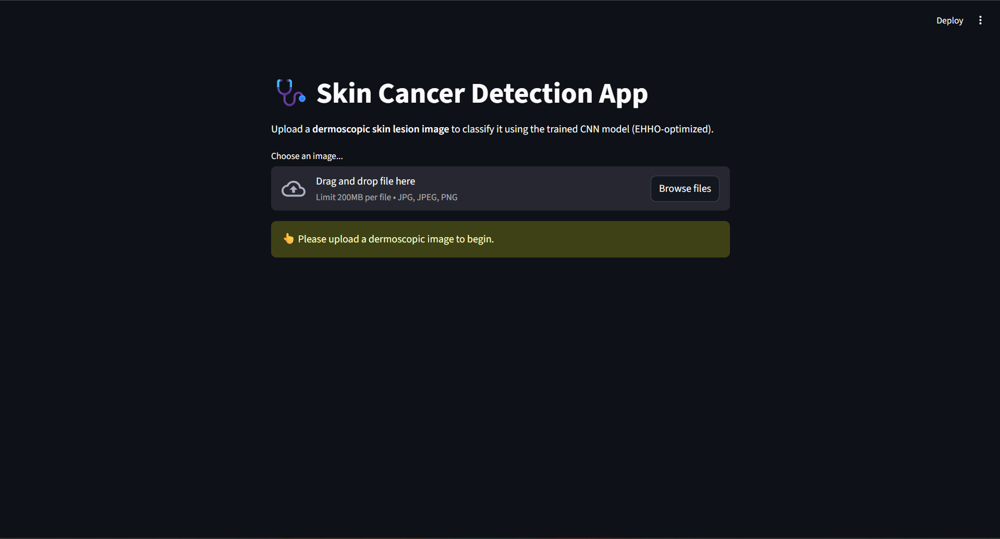 Deploy
Skin Cancer Detection App
Upload a dermoscopic skin lesion image to classify it using the trained CNN model (EHHO-optimized).
Choose an image...
Drag and drop file here
Limit 200MB per file • JPG, JPEG, PNG
Browse files
👆 Please upload a dermoscopic image to begin.